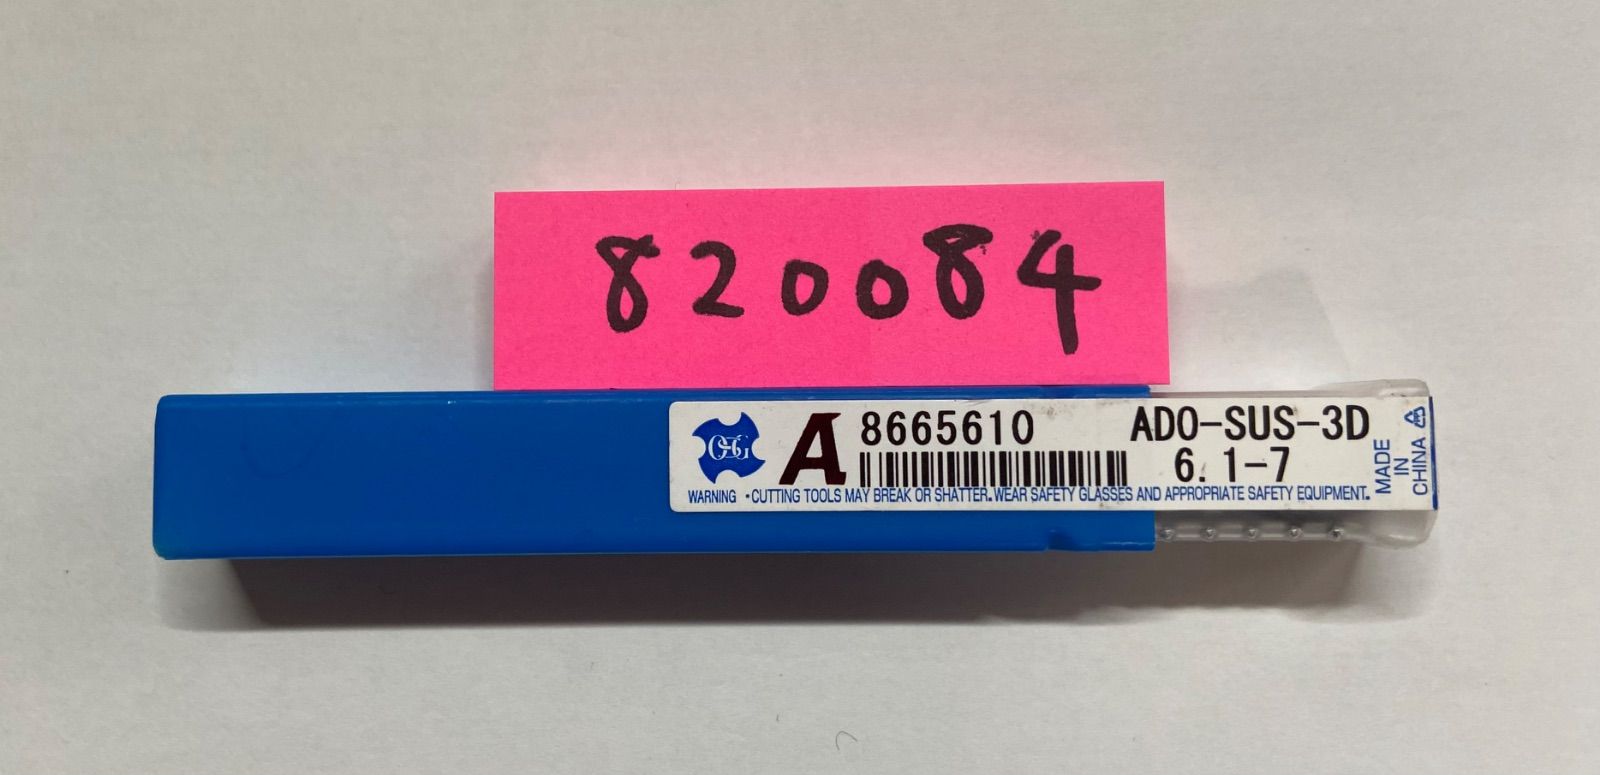 820084
OSG A 8665610 ADO-SUS-3D
6.1-7
WARNING ・CUTTING TOOLS MAY BREAK OR SHATTER. WEAR SAFETY GLASSES AND APPROPRIATE SAFETY EQUIPMENT.
MADE
IN
CHINA